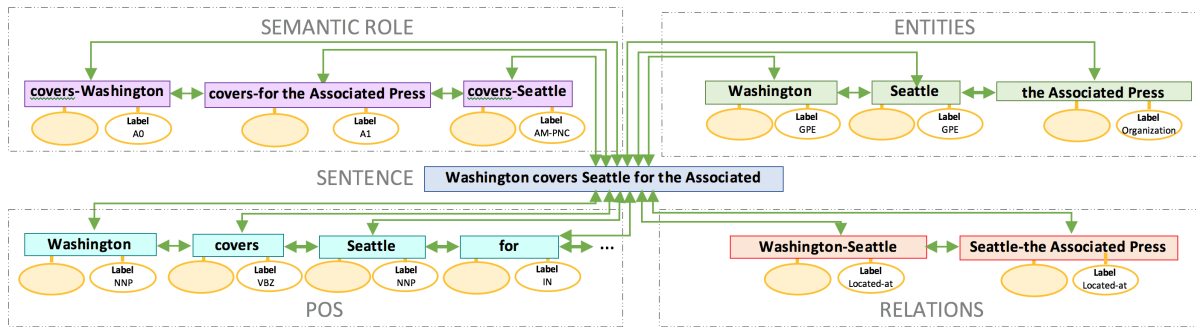 SEMANTIC ROLE
ENTITIES
covers-Washington
covers-for the Associated Press
covers-Seattle
Washington
Seattle
the Associated Press
Label
A0
Label
A1
Label
AM-PNC
Label
GPE
Label
GPE
Label
Organization
SENTENCE
Washington covers Seattle for the Associated
Washington
covers
Seattle
for
...
Washington-Seattle
Seattle-the Associated Press
Label
NNP
Label
VBZ
Label
NNP
Label
IN
Label
Located-at
Label
Located-at
POS
RELATIONS